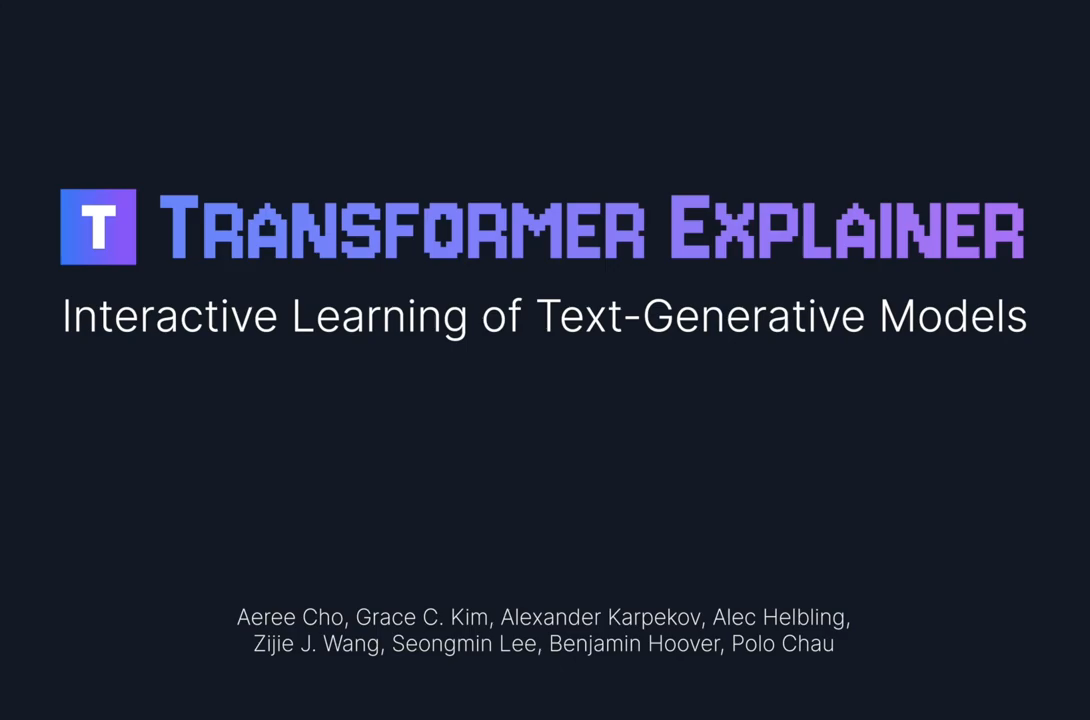 T TRANSFORMER EXPLAINER
Interactive Learning of Text-Generative Models
Aeree Cho, Grace C. Kim, Alexander Karpekov, Alec Helbling,
Zijie J. Wang, Seongmin Lee, Benjamin Hoover, Polo Chau